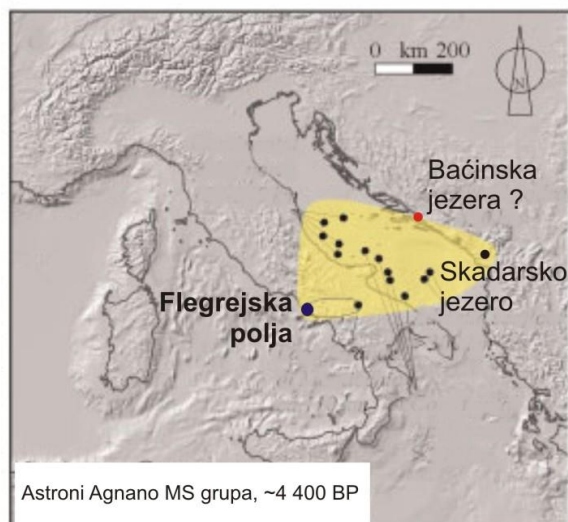 0 km 200
N
Baćinska
jezera ?
Skadarsko
jezero
Flegrejska
polja
Astroni Agnano MS grupa, ~4 400 BP